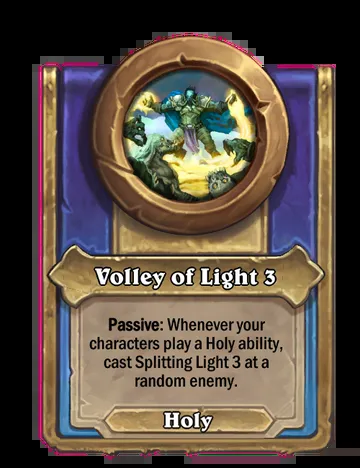 Volley of Light 3
Passive: Whenever your
characters play a Holy ability,
cast Splitting Light 3 at a
random enemy.
Holy